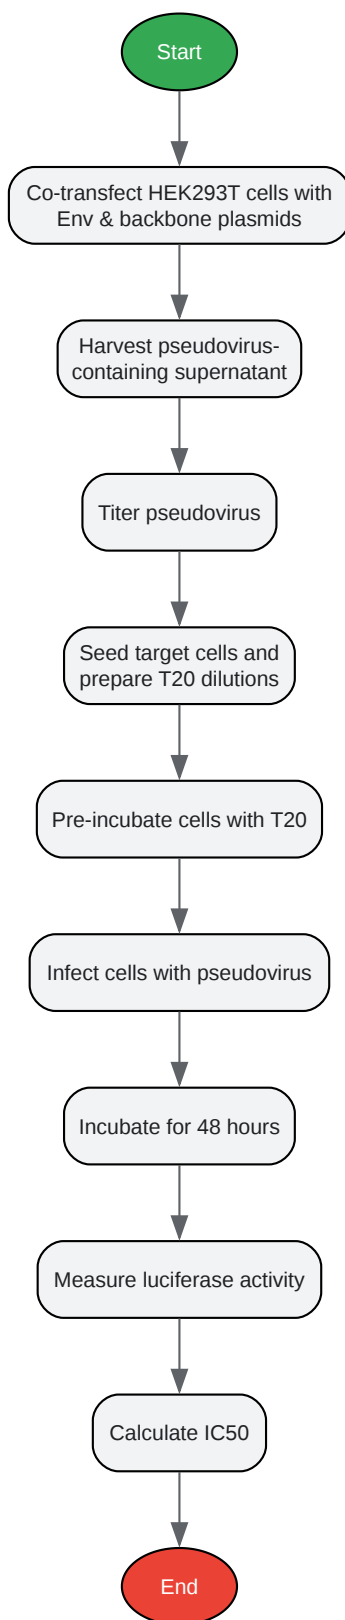 Start
Co-transfect HEK293T cells with
Env & backbone plasmids
Harvest pseudovirus-
containing supernatant
Titer pseudovirus
Seed target cells and
prepare T20 dilutions
Pre-incubate cells with T20
Infect cells with pseudovirus
Incubate for 48 hours
Measure luciferase activity
Calculate IC50
End